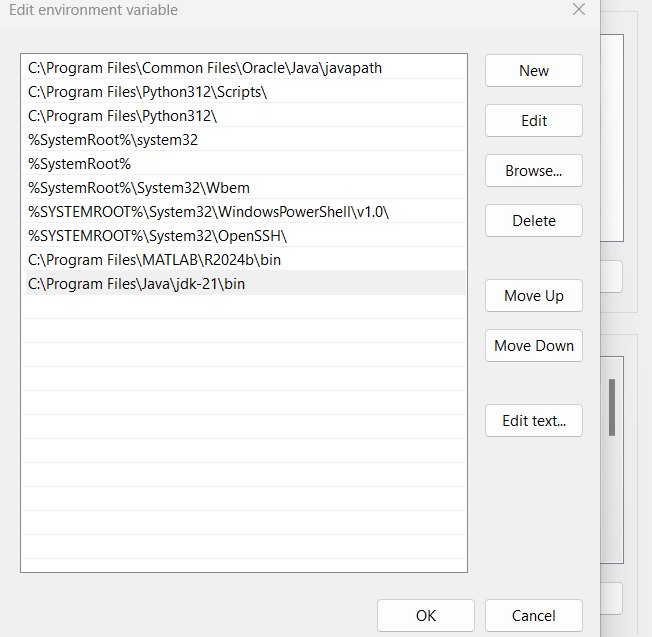 Edit environment variable
C:\Program Files\Common Files\Oracle\Java\javapath
C:\Program Files\Python312\Scripts\
C:\Program Files\Python312\
%SystemRoot%\system32
%SystemRoot%
%SystemRoot%\System32\Wbem
%SYSTEMROOT%\System32\WindowsPowerShell\v1.0\
%SYSTEMROOT%\System32\OpenSSH\
C:\Program Files\MATLAB\R2024b\bin
C:\Program Files\Java\jdk-21\bin
New
Edit
Browse...
Delete
Move Up
Move Down
Edit text...
OK
Cancel